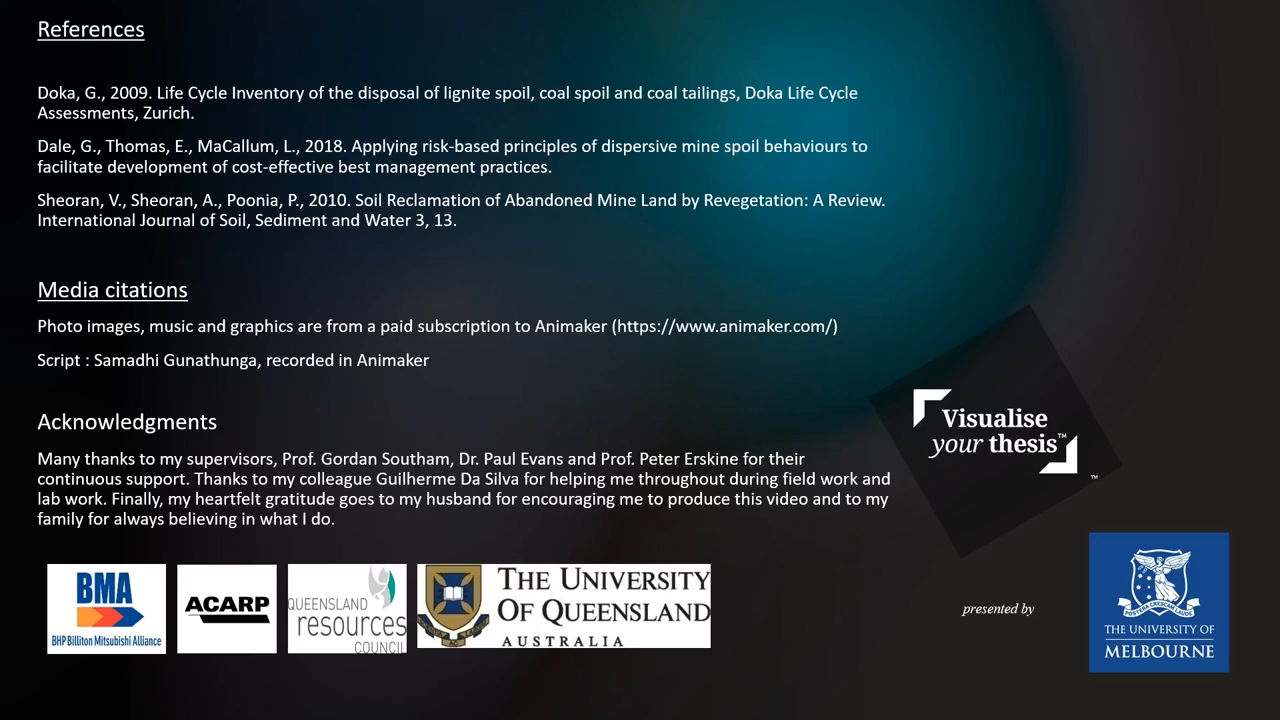 References
Doka, G., 2009. Life Cycle Inventory of the disposal of lignite spoil, coal spoil and coal tailings, Doka Life Cycle
Assessments, Zurich.
Dale, G., Thomas, E., MaCallum, L., 2018. Applying risk-based principles of dispersive mine spoil behaviours to
facilitate development of cost-effective best management practices.
Sheoran, V., Sheoran, A., Poonia, P., 2010. Soil Reclamation of Abandoned Mine Land by Revegetation: A Review.
International Journal of Soil, Sediment and Water 3, 13.
Media citations
Photo images, music and graphics are from a paid subscription to Animaker (https://www.animaker.com/)
Script : Samadhi Gunathunga, recorded in Animaker
Acknowledgments
Many thanks to my supervisors, Prof. Gordan Southam, Dr. Paul Evans and Prof. Peter Erskine for their
continuous support. Thanks to my colleague Guilherme Da Silva for helping me throughout during field work and
lab work. Finally, my heartfelt gratitude goes to my husband for encouraging me to produce this video and to my
family for always believing in what I do.
Visualise
your thesis™
™
BMA
BHP Billiton Mitsubishi Alliance
ACARP
QUEENSLAND
resources
COUNCIL
THE UNIVERSITY
OF QUEENSLAND
AUSTRALIA
presented by
THE UNIVERSITY OF
MELBOURNE